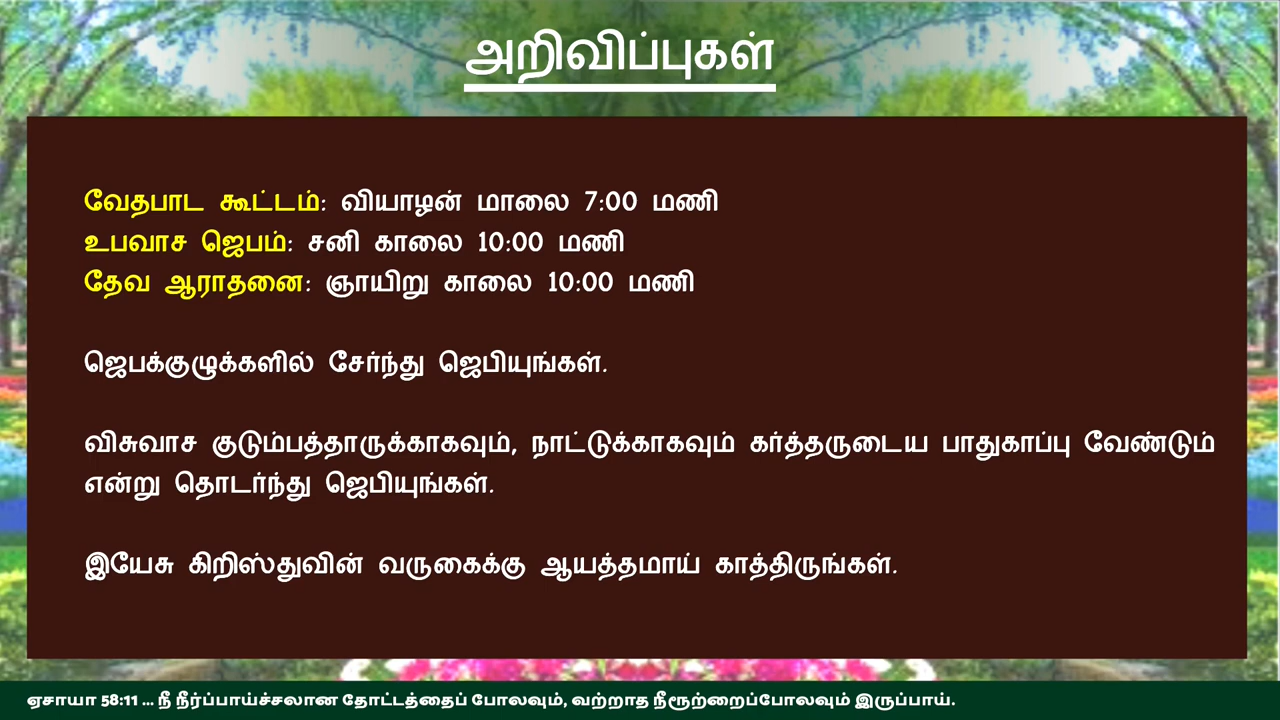 அறிவிப்புகள்
வேதபாட கூட்டம்: வியாழன் மாலை 7:00 மணி
உபவாச ஜெபம்: சனி காலை 10:00 மணி
தேவ ஆராதனை: ஞாயிறு காலை 10:00 மணி
ஜெபக்குழுக்களில் சேர்ந்து ஜெபியுங்கள்.
விசுவாச குடும்பத்தாருக்காகவும், நாட்டுக்காகவும் கர்த்தருடைய பாதுகாப்பு வேண்டும்
என்று தொடர்ந்து ஜெபியுங்கள்.
இயேசு கிறிஸ்துவின் வருகைக்கு ஆயத்தமாய் காத்திருங்கள்.
ஏசாயா 58:11 ... நீ நீர்ப்பாய்ச்சலான தோட்டத்தைப் போலவும், வற்றாத நீரூற்றைப்போலவும் இருப்பாய்.